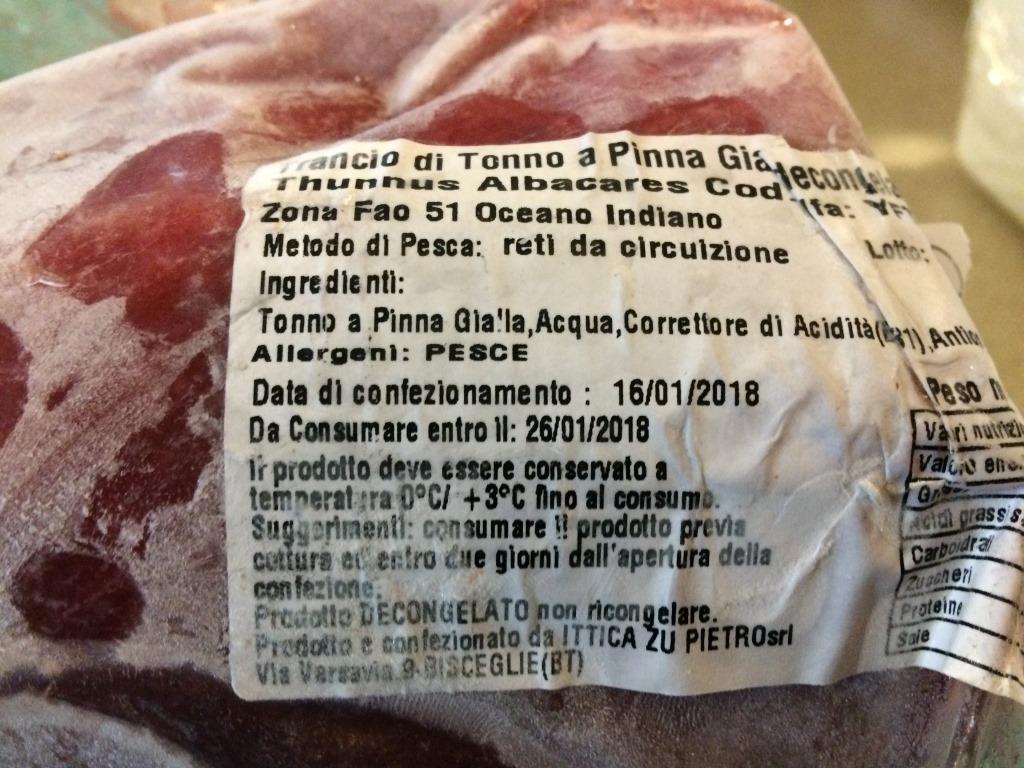 Trancio di Tonno a Pinna
Thunnus Albacares Cod
Zona Fao 51 Oceano Indiano
Metodo di Pesca: reti da circuizione
Lotto:
Ingredienti:
Tonno a Pinna Gialla,Acqua,Correttore di Acidità
Allergeni: PESCE
Data di confezionamento : 16/01/2018
Da Consumare entro il: 26/01/2018
Il prodotto deve essere conservato a
temperatura 0°C/ +3°C fino al consumo.
Suggerimenti: consumare il prodotto previa
cottura ed entro due giorni dall'apertura della
confezione.
Prodotto DECONGELATO non ricongelare.
Prodotto e confezionato da ITTICA ZU PIETROsrl
Via Varsavia 9-BISCEGLIE(BT)
Peso
Valori
Acidi grassi
Carboidrati
Zuccheri
Proteine
Sale